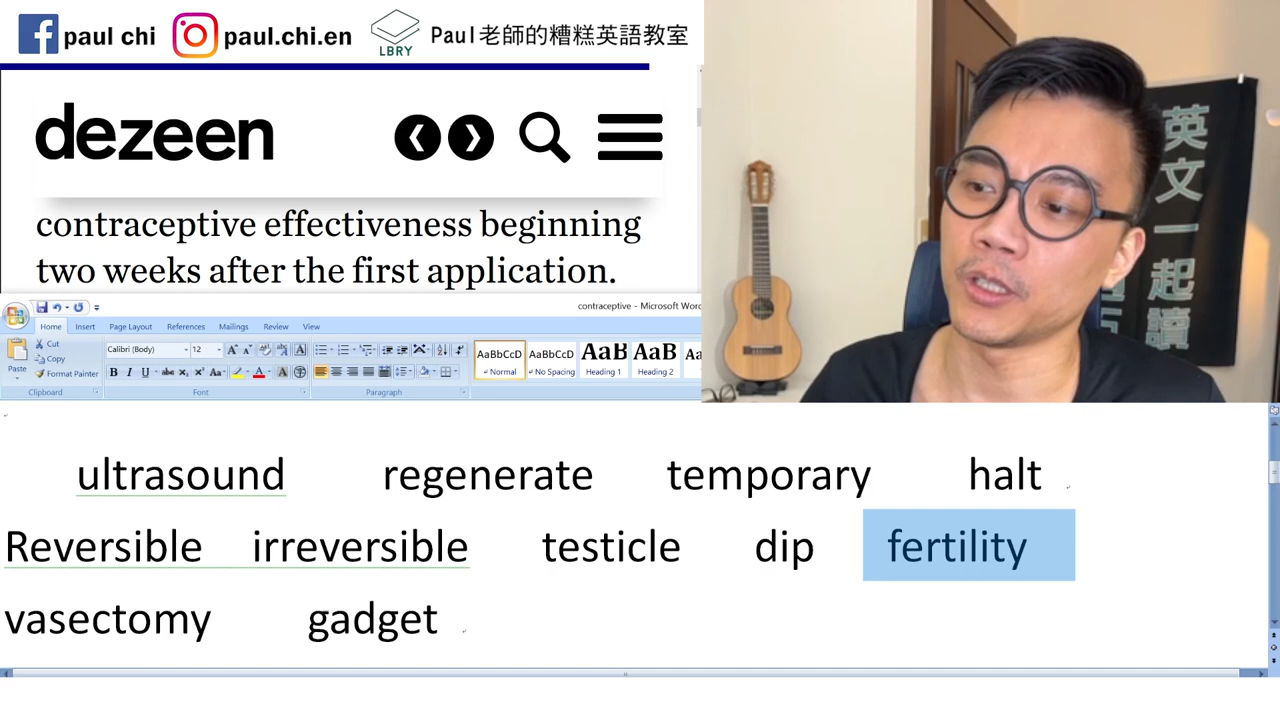 paul chi paul.chi.en LBRY Paul老師的糟糕英語教室
dezeen
contraceptive effectiveness beginning
two weeks after the first application.
contraceptive - Microsoft Word
Home Insert Page Layout References Mailings Review View
Paste
Cut
Copy
Format Painter
Clipboard
Calibri (Body) 12
Font
Paragraph
AaBbCcD AaBbCcD AaBb AaB Aa
Normal No Spacing Heading 1 Heading 2
英文一起讀
ultrasound regenerate temporary halt
Reversible irreversible testicle dip fertility
vasectomy gadget